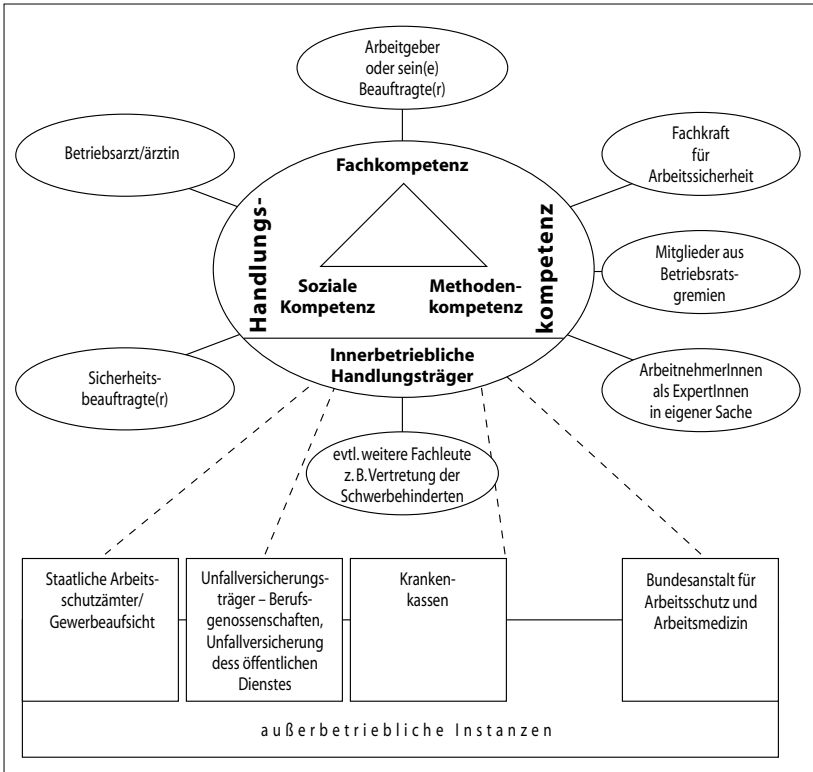 Arbeitgeber
oder sein(e)
Beauftragte(r)
Betriebsarzt/ärztin
Fachkraft
für
Arbeitssicherheit
Fachkompetenz
Handlungs-
kompetenz
Soziale
Kompetenz
Methoden-
kompetenz
Mitglieder aus
Betriebsrats-
gremien
Innerbetriebliche
Handlungsträger
Sicherheits-
beauftragte(r)
ArbeitnehmerInnen
als ExpertInnen
in eigener Sache
evtl. weitere Fachleute
z. B. Vertretung der
Schwerbehinderten
Staatliche Arbeits-
schutzämter/
Gewerbeaufsicht
Unfallversicherungs-
träger – Berufs-
genossenschaften,
Unfallversicherung
dess öffentlichen
Dienstes
Kranken-
kassen
Bundesanstalt für
Arbeitsschutz und
Arbeitsmedizin
außerbetriebliche Instanzen